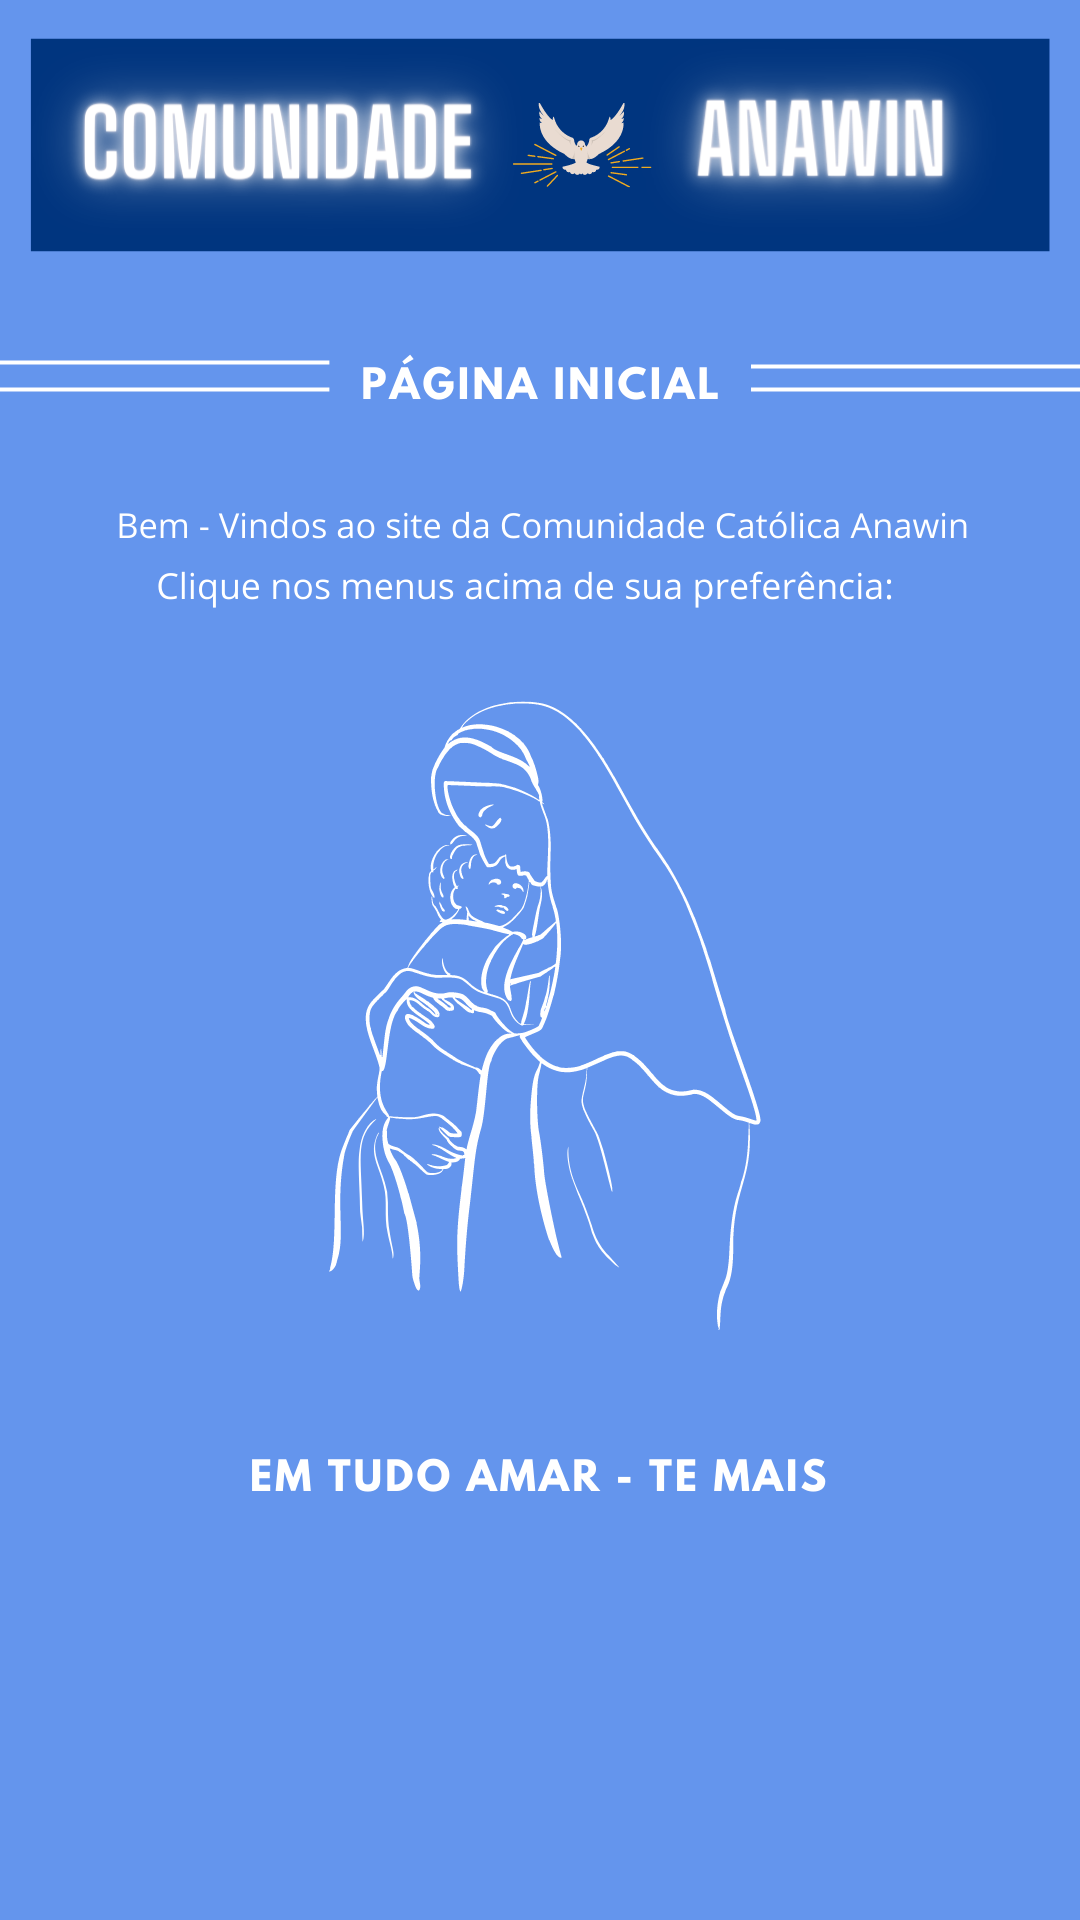 COMUNIDADE ANAWIN
PÁGINA INICIAL
Bem - Vindos ao site da Comunidade Católica Anawin
Clique nos menus acima de sua preferência:
EM TUDO AMAR - TE MAIS